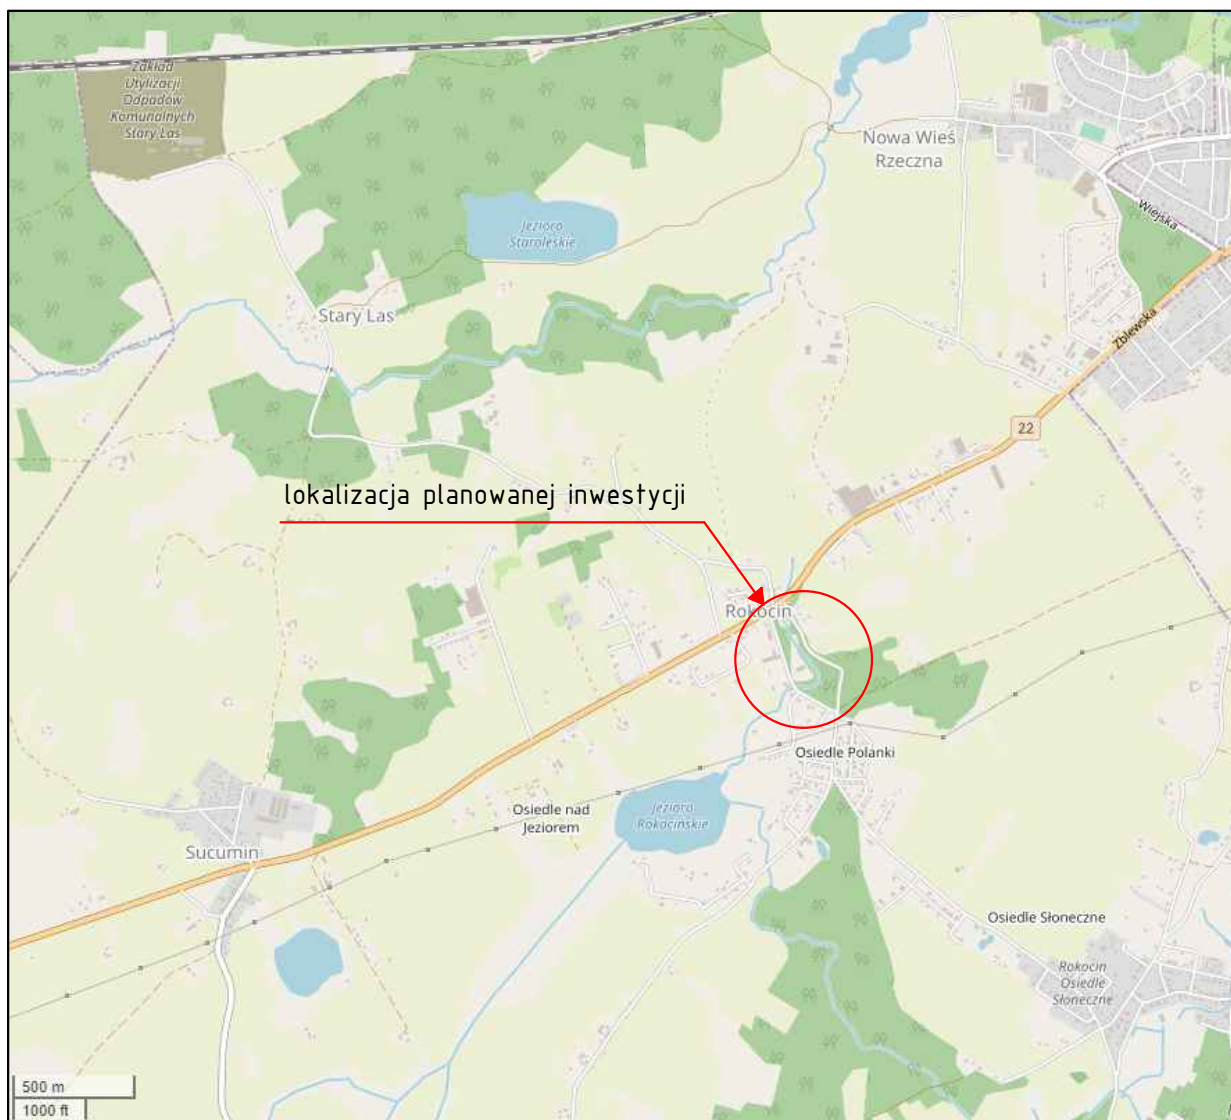 Zakład
Utylizacji
Odpadów
Komunalnych
Stary Las
Nowa Wieś
Rzeczna
Wiejska
Jezioro
Staroleskie
Stary Las
Zblewska
22
lokalizacja planowanej inwestycji
Rokocin
Osiedle Polanki
Osiedle nad
Jeziorem
Jezioro
Rokocińskie
Sucumin
Osiedle Słoneczne
Rokocin
Osiedle
Słoneczne
500 m
1000 ft